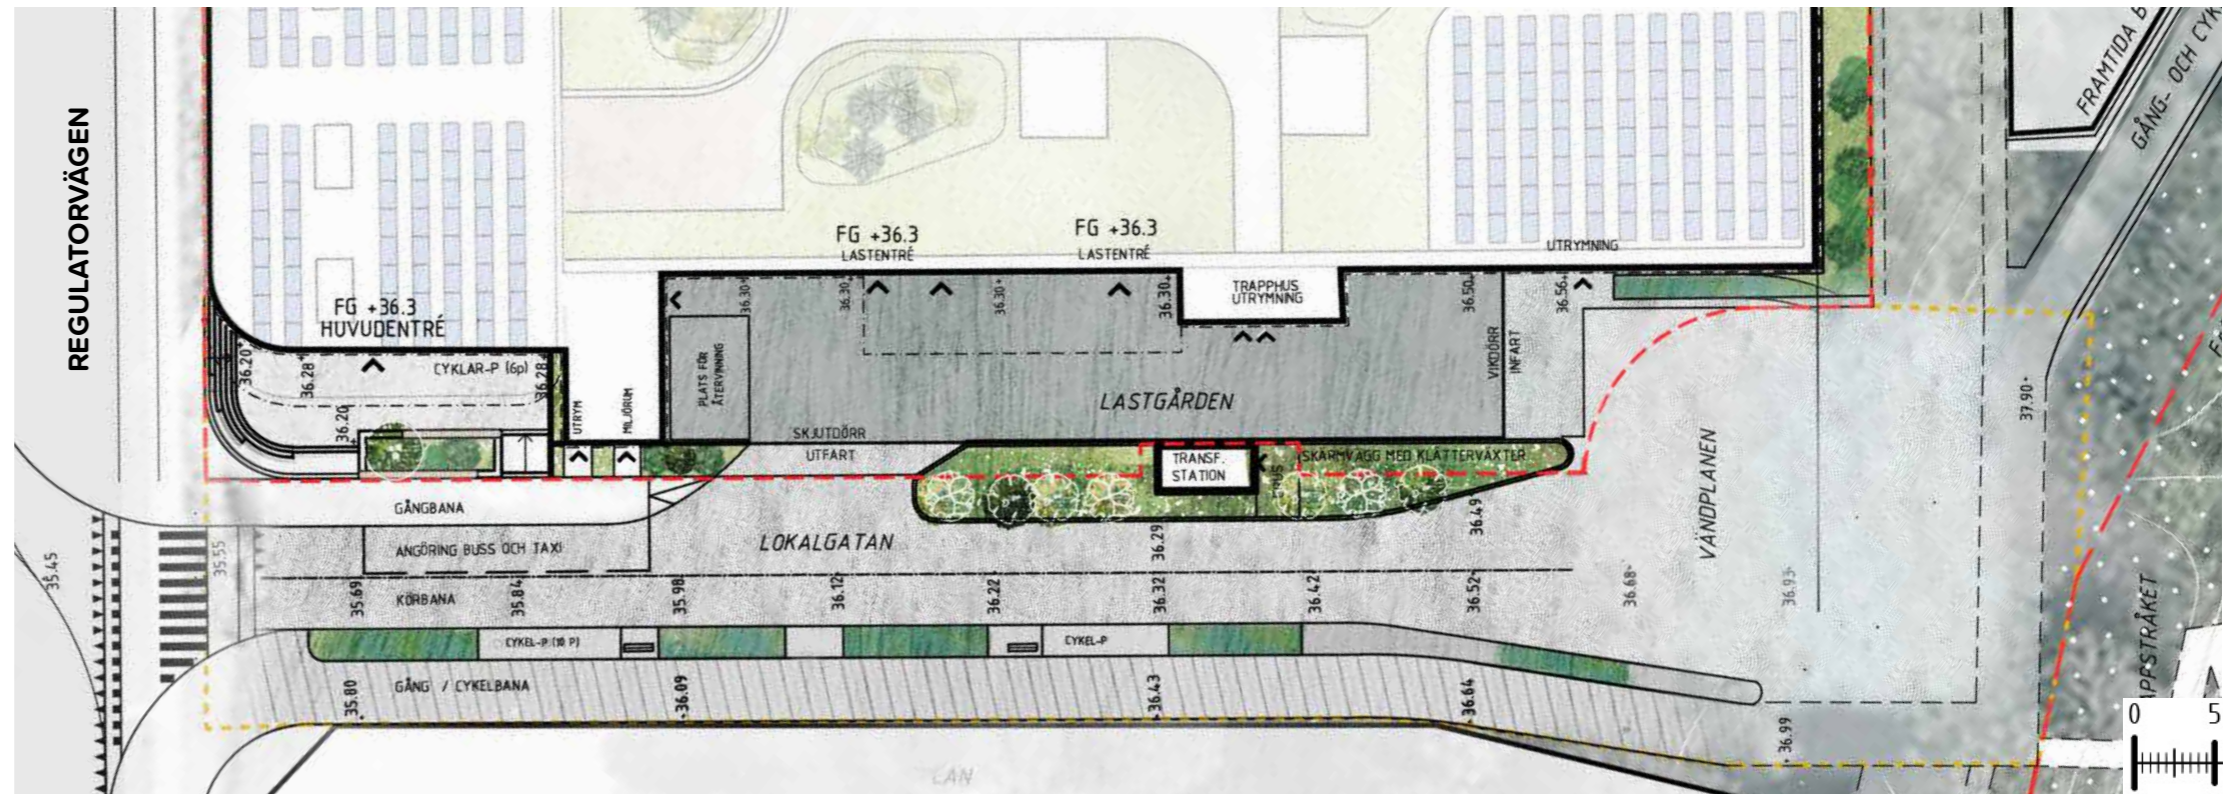 REGULATORVÄGEN
FG +36.3
HUVUDENTRÉ
36.20
36.28
CYKLAR-P (6p)
36.28
36.20
UTRYM
MILJÖRUM
FG +36.3
LASTENTRÉ
FG +36.3
LASTENTRÉ
36.30
36.30
36.30
36.30
TRAPPHUS
UTRYMNING
36.50
UTRYMNING
36.56
PLATS FÖR
ÅTERVINNING
LASTGÅRDEN
VIKDÖRR
INFART
SKJUTDÖRR
UTFART
TRANSF.
STATION
SKÄRMVÄGG MED KLÄTTERVÄXTER
GÅNGBANA
ANGÖRING BUSS OCH TAXI
LOKALGATAN
36.29
36.49
VÄNDPLANEN
35.45
35.55
KÖRBANA
35.69
35.84
35.98
36.12
36.22
36.32
36.42
36.52
36.68
36.93
CYKEL-P (10 P)
CYKEL-P
GÅNG / CYKELBANA
35.80
36.09
36.43
36.64
36.99
37.90
FRAMTIDA B
GÅNG- OCH CYK
APPSTRÅKET
0 5